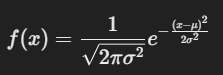 f(x) = \frac{1}{\sqrt{2\pi\sigma^2}} e^{-\frac{(x-\mu)^2}{2\sigma^2}}